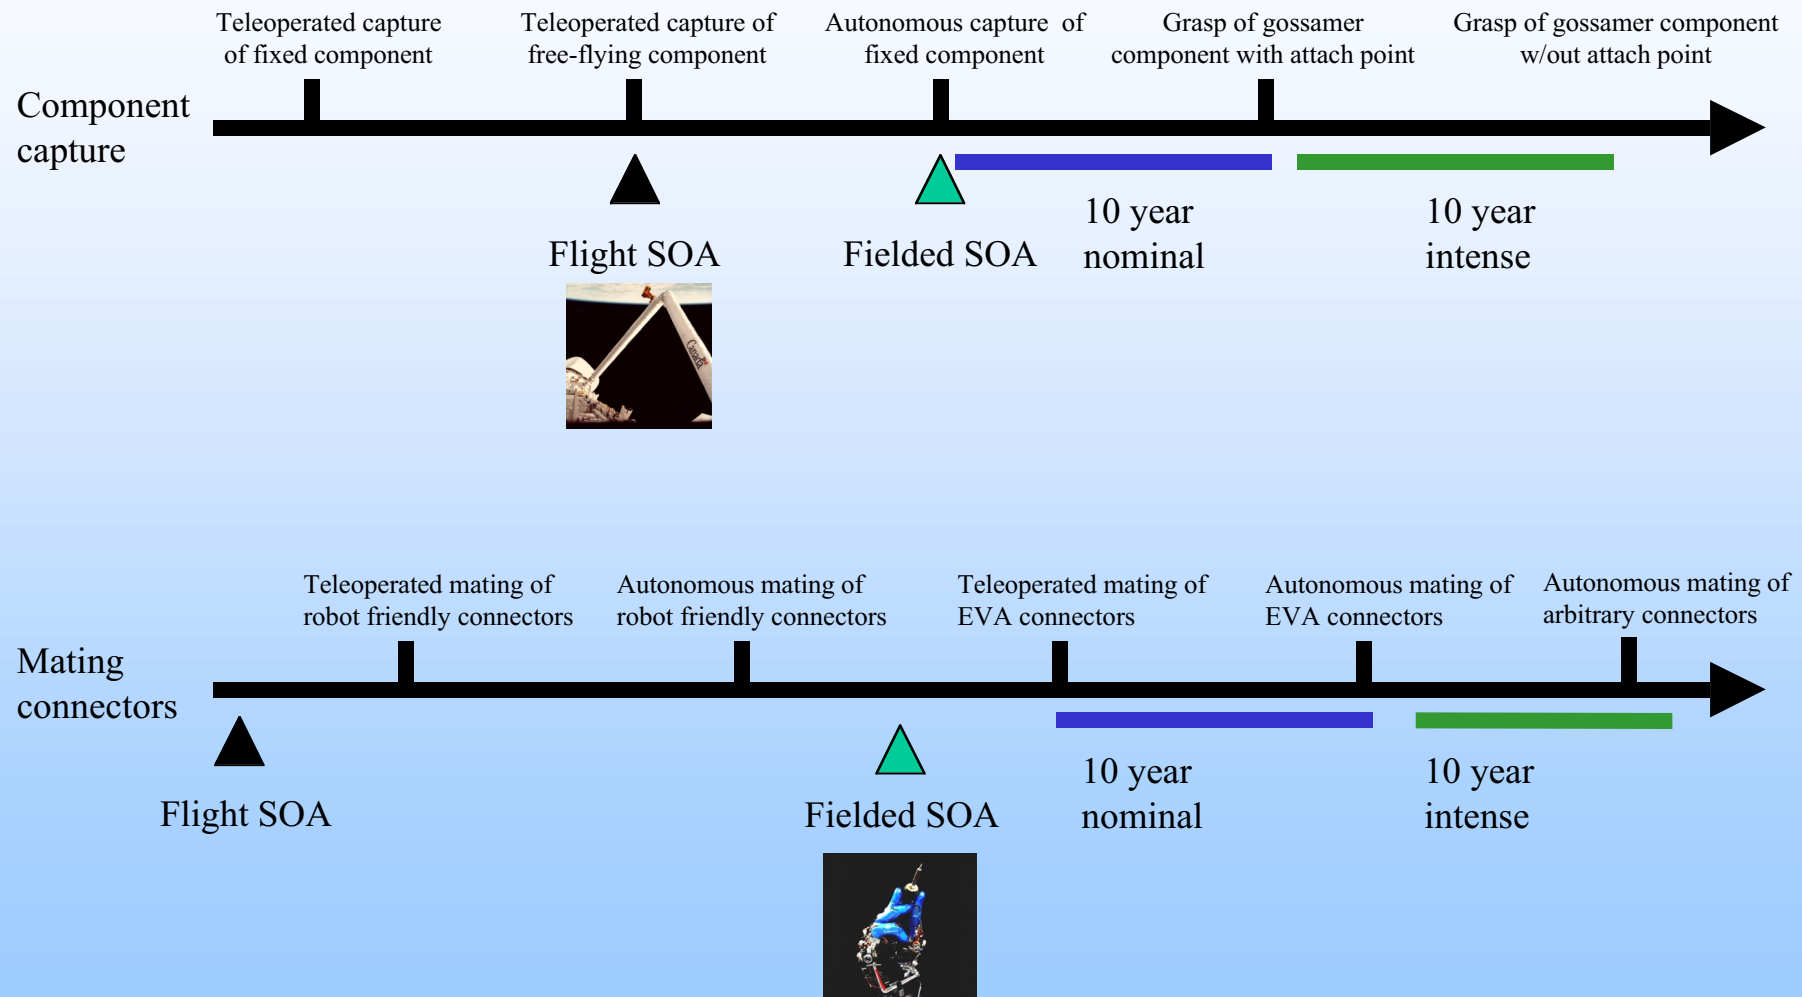 Teleoperated capture
of fixed component
Teleoperated capture of
free-flying component
Autonomous capture of
fixed component
Grasp of gossamer
component with attach point
Grasp of gossamer component
w/out attach point
Component
capture
Flight SOA
Fielded SOA
10 year
nominal
10 year
intense
Canada
Teleoperated mating of
robot friendly connectors
Autonomous mating of
robot friendly connectors
Teleoperated mating of
EVA connectors
Autonomous mating of
EVA connectors
Autonomous mating of
arbitrary connectors
Mating
connectors
Flight SOA
Fielded SOA
10 year
nominal
10 year
intense